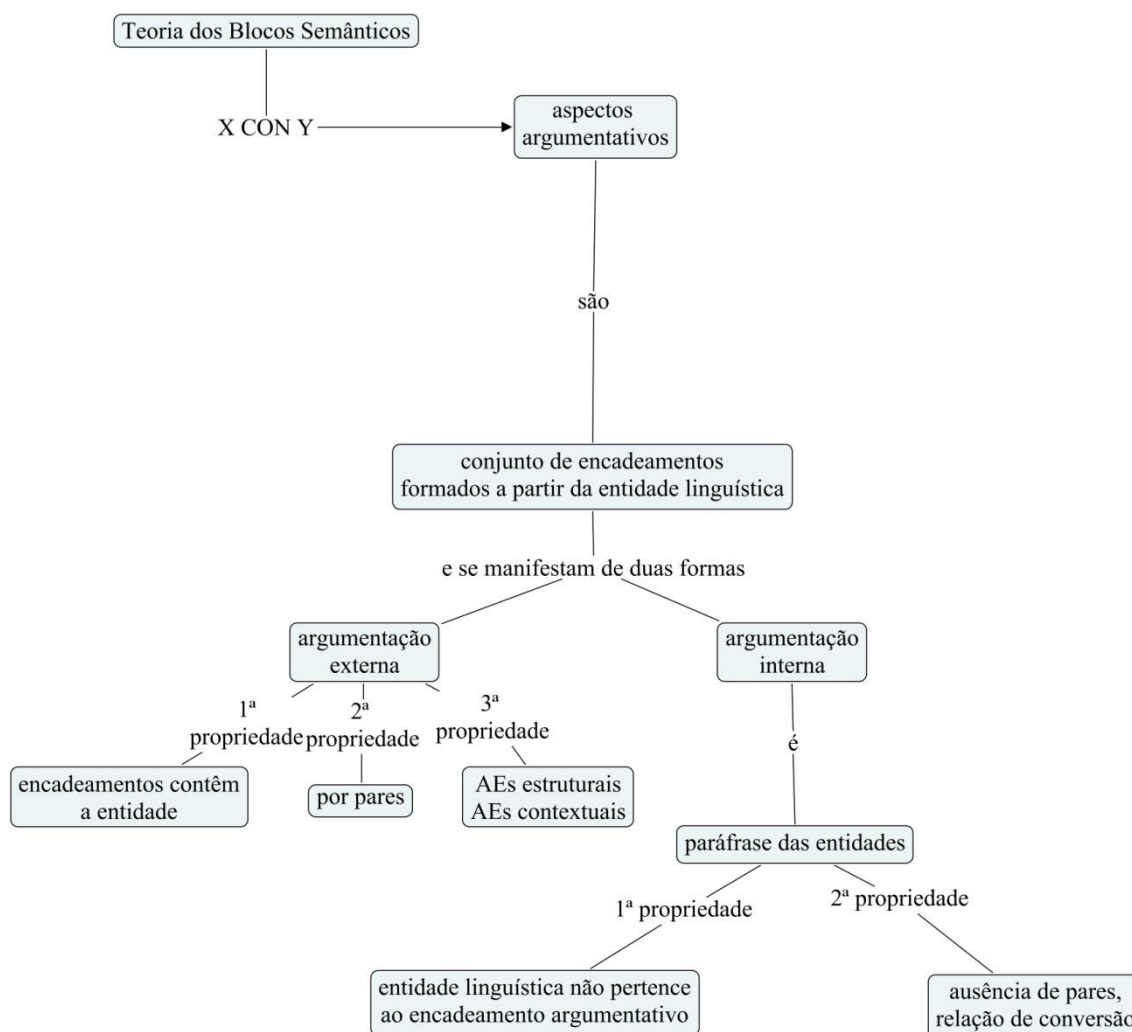 Teoria dos Blocos Semânticos
X CON Y
aspectos
argumentativos
são
conjunto de encadeamentos
formados a partir da entidade linguística
e se manifestam de duas formas
argumentação
externa
argumentação
interna
1ª
propriedade
2ª
propriedade
3ª
propriedade
é
encadeamentos contêm
a entidade
por pares
AEs estruturais
AEs contextuais
paráfrase das entidades
1ª propriedade
2ª propriedade
entidade linguística não pertence
ao encadeamento argumentativo
ausência de pares,
relação de conversão